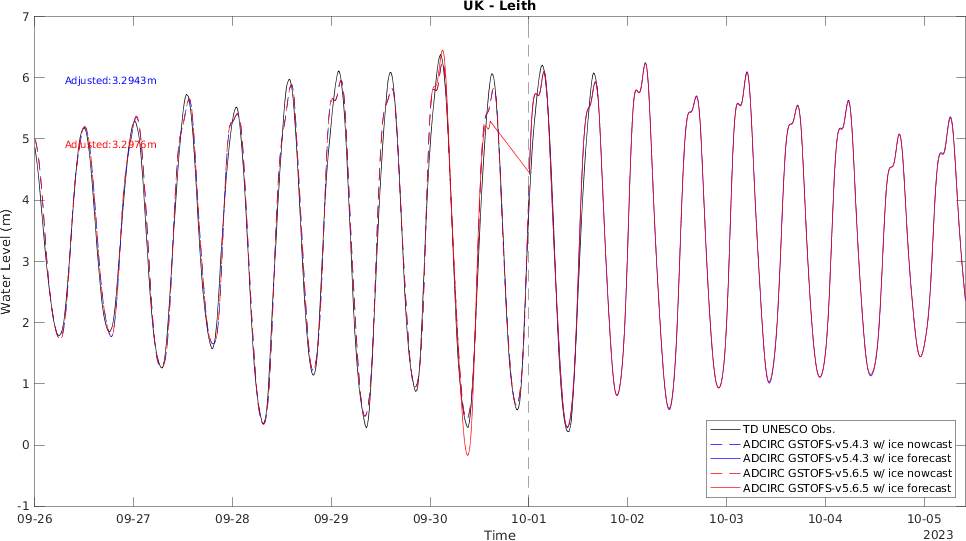 UK - Leith
7
6
5
4
3
2
1
0
-1
Water Level (m)
Adjusted:3.2943m
Adjusted:3.2976m
TD UNESCO Obs.
ADCIRC GSTOFS-v5.4.3 w/ ice nowcast
ADCIRC GSTOFS-v5.4.3 w/ ice forecast
ADCIRC GSTOFS-v5.6.5 w/ ice nowcast
ADCIRC GSTOFS-v5.6.5 w/ ice forecast
09-26 09-27 09-28 09-29 09-30 10-01 10-02 10-03 10-04 10-05
Time
2023